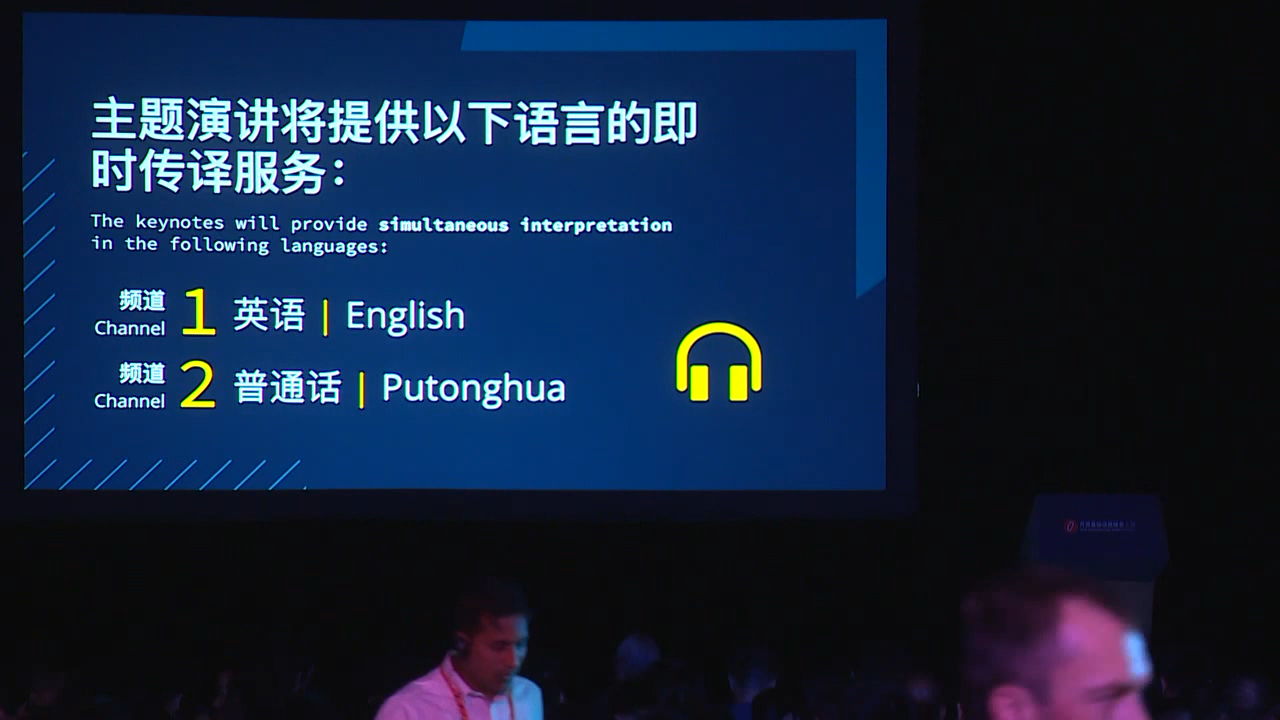 主题演讲将提供以下语言的即
时传译服务：
The keynotes will provide simultaneous interpretation
in the following languages:
频道
Channel
1 英语 | English
频道
Channel
2 普通话 | Putonghua